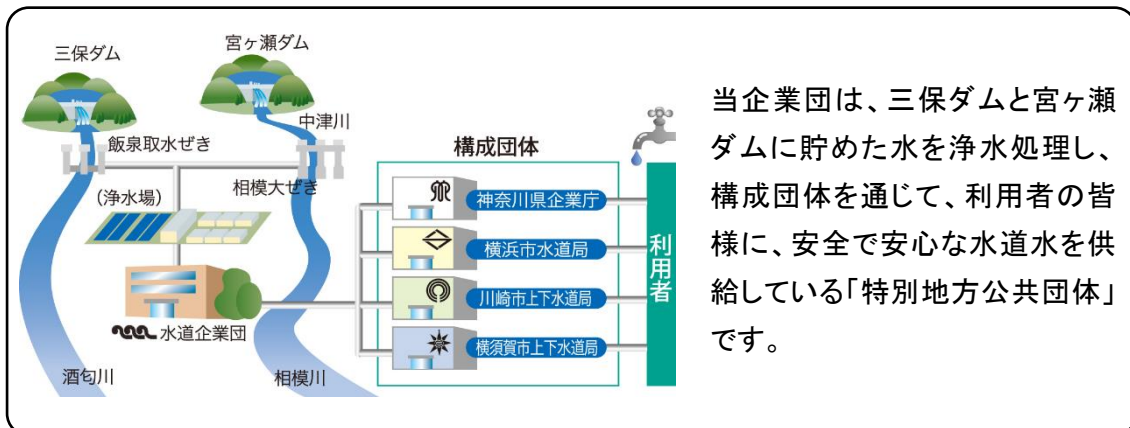 三保ダム
宮ヶ瀬ダム
中津川
飯泉取水ぜき
相模大ぜき
(浄水場)
水道企業団
酒匂川
相模川
構成団体
神奈川県企業庁
横浜市水道局
川崎市上下水道局
横須賀市上下水道局
利用者
当企業団は、三保ダムと宮ヶ瀬
ダムに貯めた水を浄水処理し、
構成団体を通じて、利用者の皆
様に、安全で安心な水道水を供
給している「特別地方公共団体」
です。